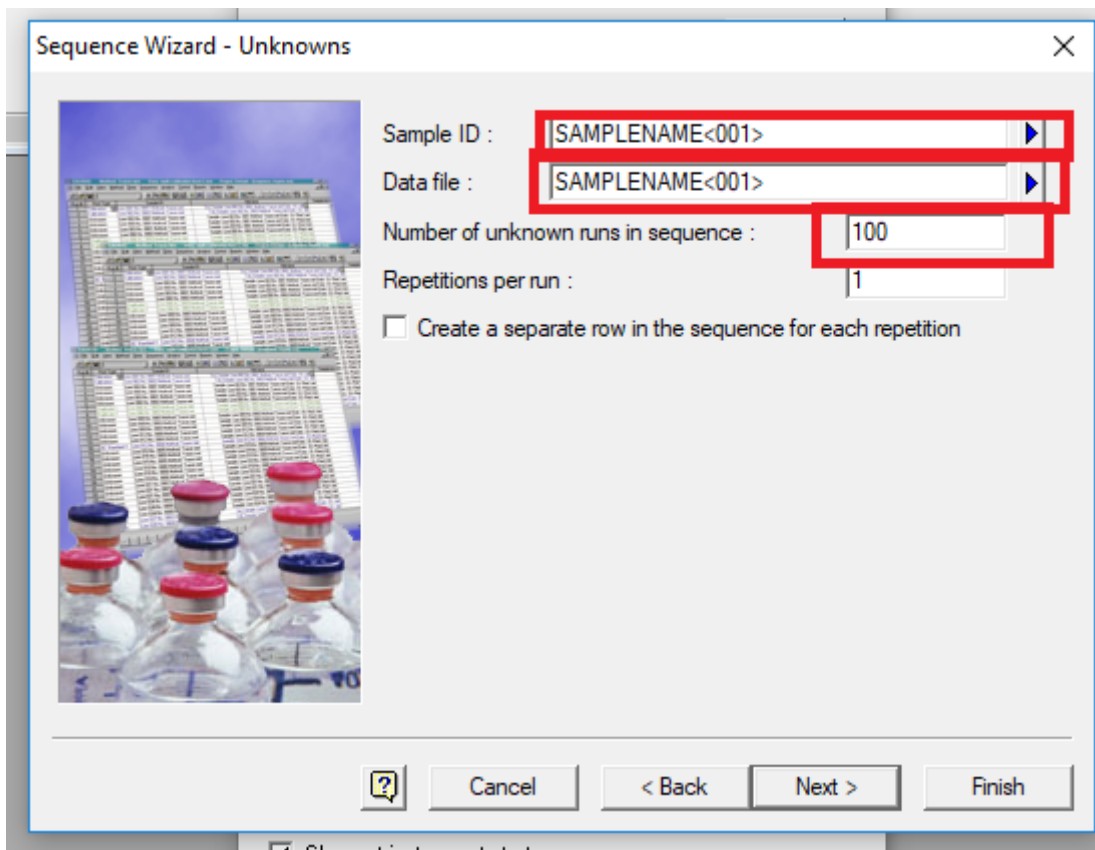 Sequence Wizard - Unknowns
Sample ID :
SAMPLENAME<001>
Data file :
SAMPLENAME<001>
Number of unknown runs in sequence :
100
Repetitions per run :
1
Create a separate row in the sequence for each repetition
?
Cancel
< Back
Next >
Finish